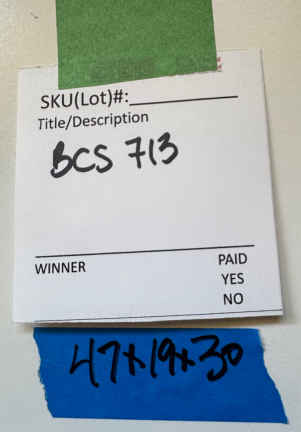 SKU(Lot)#:
Title/Description
BCS 713
WINNER PAID
YES
NO
47x19x30